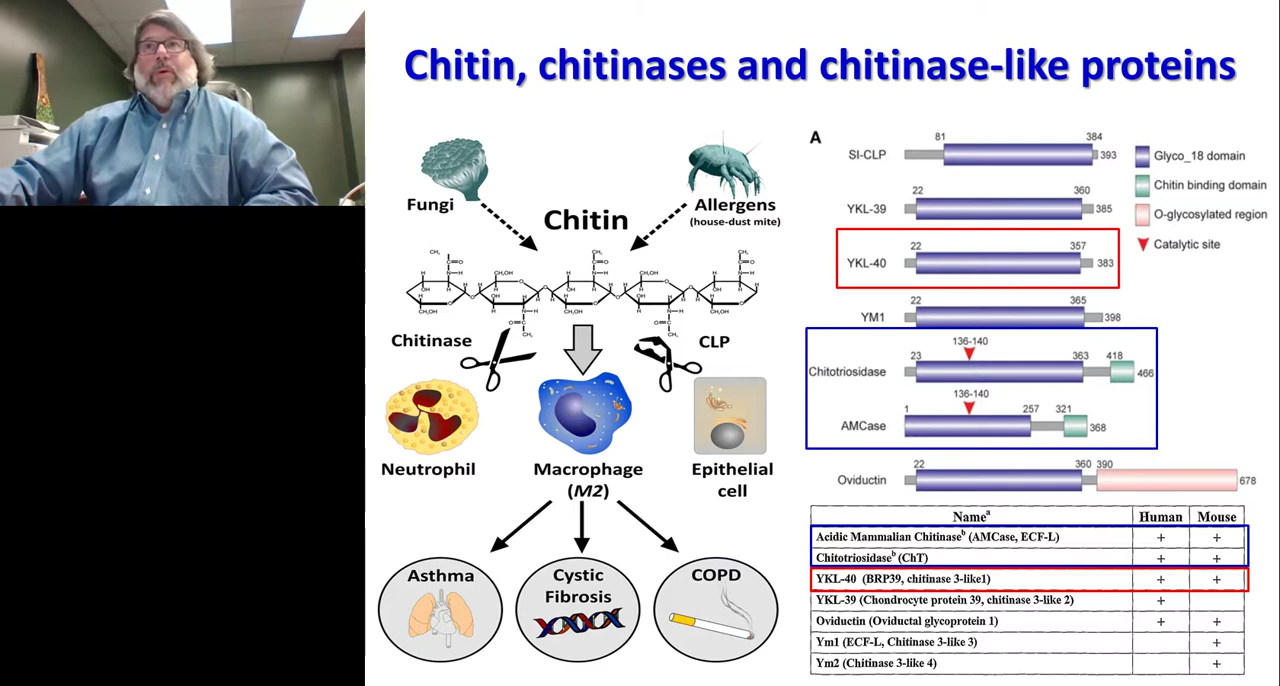 Chitin, chitinases and chitinase-like proteins
Fungi
Allergens
(house-dust mite)
Chitin
Chitinase
CLP
Neutrophil
Macrophage
(M2)
Epithelial
cell
Asthma
Cystic
Fibrosis
COPD
A
SI-CLP
81
384
393
YKL-39
22
360
385
YKL-40
22
357
383
YM1
22
365
398
Chitotriosidase
136-140
23
363
418
466
AMCase
136-140
1
257
321
368
Oviductin
22
360
390
678
Glyco_18 domain
Chitin binding domain
O-glycosylated region
Catalytic site
Nameᵃ Human Mouse
Acidic Mammalian Chitinaseᵇ (AMCase, ECF-L) + +
Chitotriosidaseᵇ (ChT) + +
YKL-40 (BRP39, chitinase 3-like1) + +
YKL-39 (Chondrocyte protein 39, chitinase 3-like 2) +
Oviductin (Oviductal glycoprotein 1) + +
Ym1 (ECF-L, Chitinase 3-like 3) +
Ym2 (Chitinase 3-like 4) +